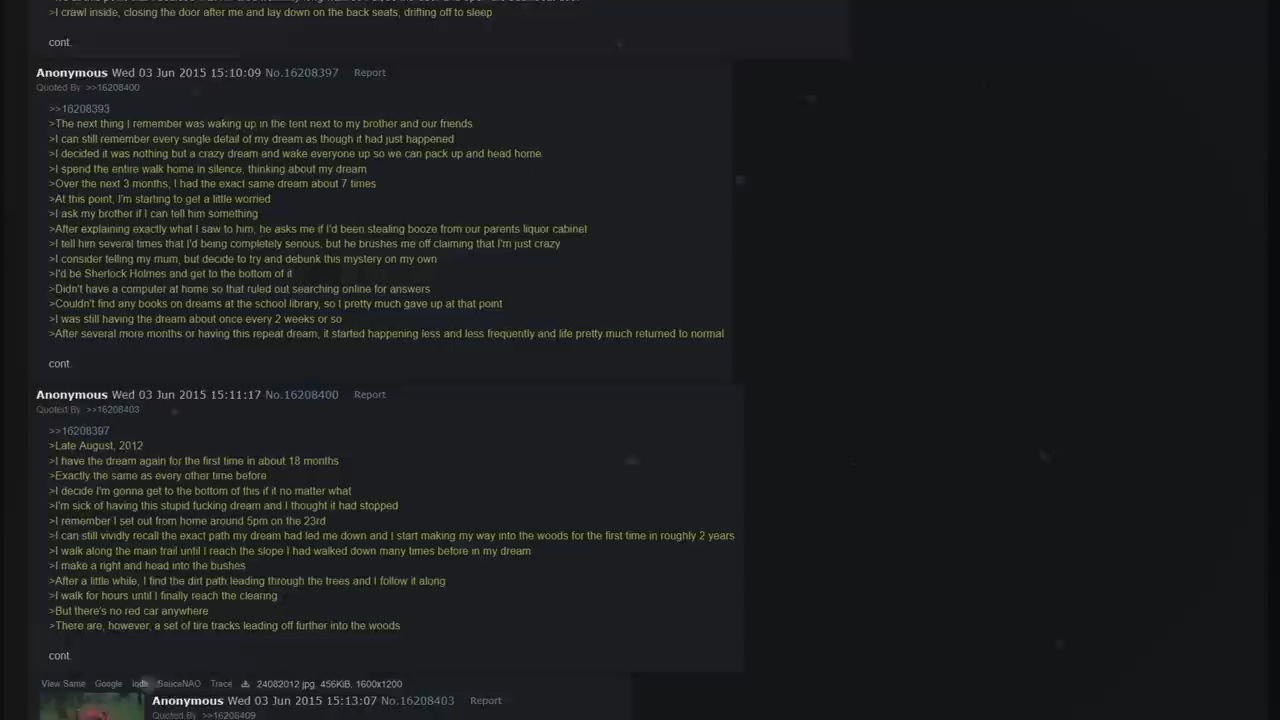 >I crawl inside, closing the door after me and lay down on the back seats, drifting off to sleep
cont.
Anonymous Wed 03 Jun 2015 15:10:09 No.16208397 Report
Quoted By: >>16208400
>>16208393
>The next thing I remember was waking up in the tent next to my brother and our friends
>I can still remember every single detail of my dream as though it had just happened
>I decided it was nothing but a crazy dream and wake everyone up so we can pack up and head home
>I spend the entire walk home in silence, thinking about my dream
>Over the next 3 months, I had the exact same dream about 7 times
>At this point, I'm starting to get a little worried
>I ask my brother if I can tell him something
>After explaining exactly what I saw to him, he asks me if I'd been stealing booze from our parents liquor cabinet
>I tell him several times that I'd being completely serious, but he brushes me off claiming that I'm just crazy
>I consider telling my mum, but decide to try and debunk this mystery on my own
>I'd be Sherlock Holmes and get to the bottom of it
>Didn't have a computer at home so that ruled out searching online for answers
>Couldn't find any books on dreams at the school library, so I pretty much gave up at that point
>I was still having the dream about once every 2 weeks or so
>After several more months or having this repeat dream, it started happening less and less frequently and life pretty much returned to normal
cont.
Anonymous Wed 03 Jun 2015 15:11:17 No.16208400 Report
Quoted By: >>16208403
>>16208397
>Late August, 2012
>I have the dream again for the first time in about 18 months
>Exactly the same as every other time before
>I decide I'm gonna get to the bottom of this if it no matter what
>I'm sick of having this stupid fucking dream and I thought it had stopped
>I remember I set out from home around 5pm on the 23rd
>I can still vividly recall the exact path my dream had led me down and I start making my way into the woods for the first time in roughly 2 years
>I walk along the main trail until I reach the slope I had walked down many times before in my dream
>I make a right and head into the bushes
>After a little while, I find the dirt path leading through the trees and I follow it along
>I walk for hours until I finally reach the clearing
>But there's no red car anywhere
>There are, however, a set of tire tracks leading off further into the woods
cont.
View Same Google iqdb SauceNAO Trace 24082012.jpg, 456KiB, 1600x1200
Anonymous Wed 03 Jun 2015 15:13:07 No.16208403 Report
Quoted By: >>16208409